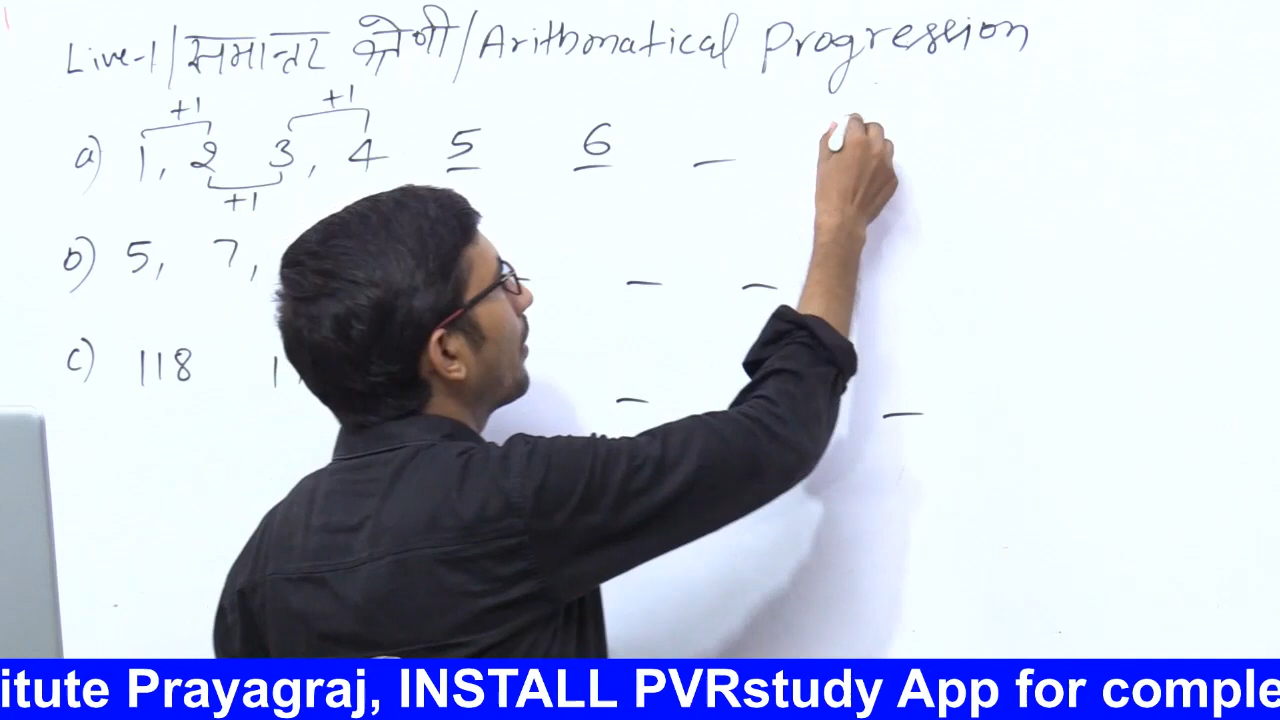 Live-1/समान्तर श्रेणी/Arithmatical Progression
+1 +1
a) 1, 2 3, 4 5 6 _
+1
b) 5, 7, _ _
c) 118 _ _
itute Prayagraj, INSTALL PVRstudy App for comple